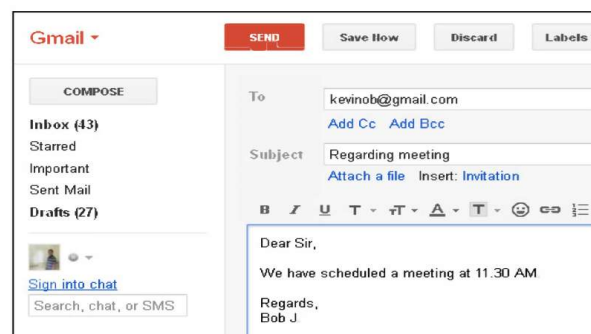 Gmail
SEND Save Now Discard Labels
COMPOSE
Inbox (43)
Starred
Important
Sent Mail
Drafts (27)
Sign into chat
Search, chat, or SMS
To kevinob@gmail.com
Add Cc Add Bcc
Subject Regarding meeting
Attach a file Insert: Invitation
B I U T T A T
Dear Sir,
We have scheduled a meeting at 11.30 AM
Regards,
Bob J